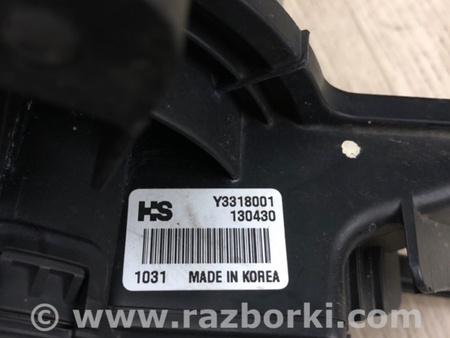 HS Y3318001
130430
1031 MADE IN KOREA
© www.razborki.com/